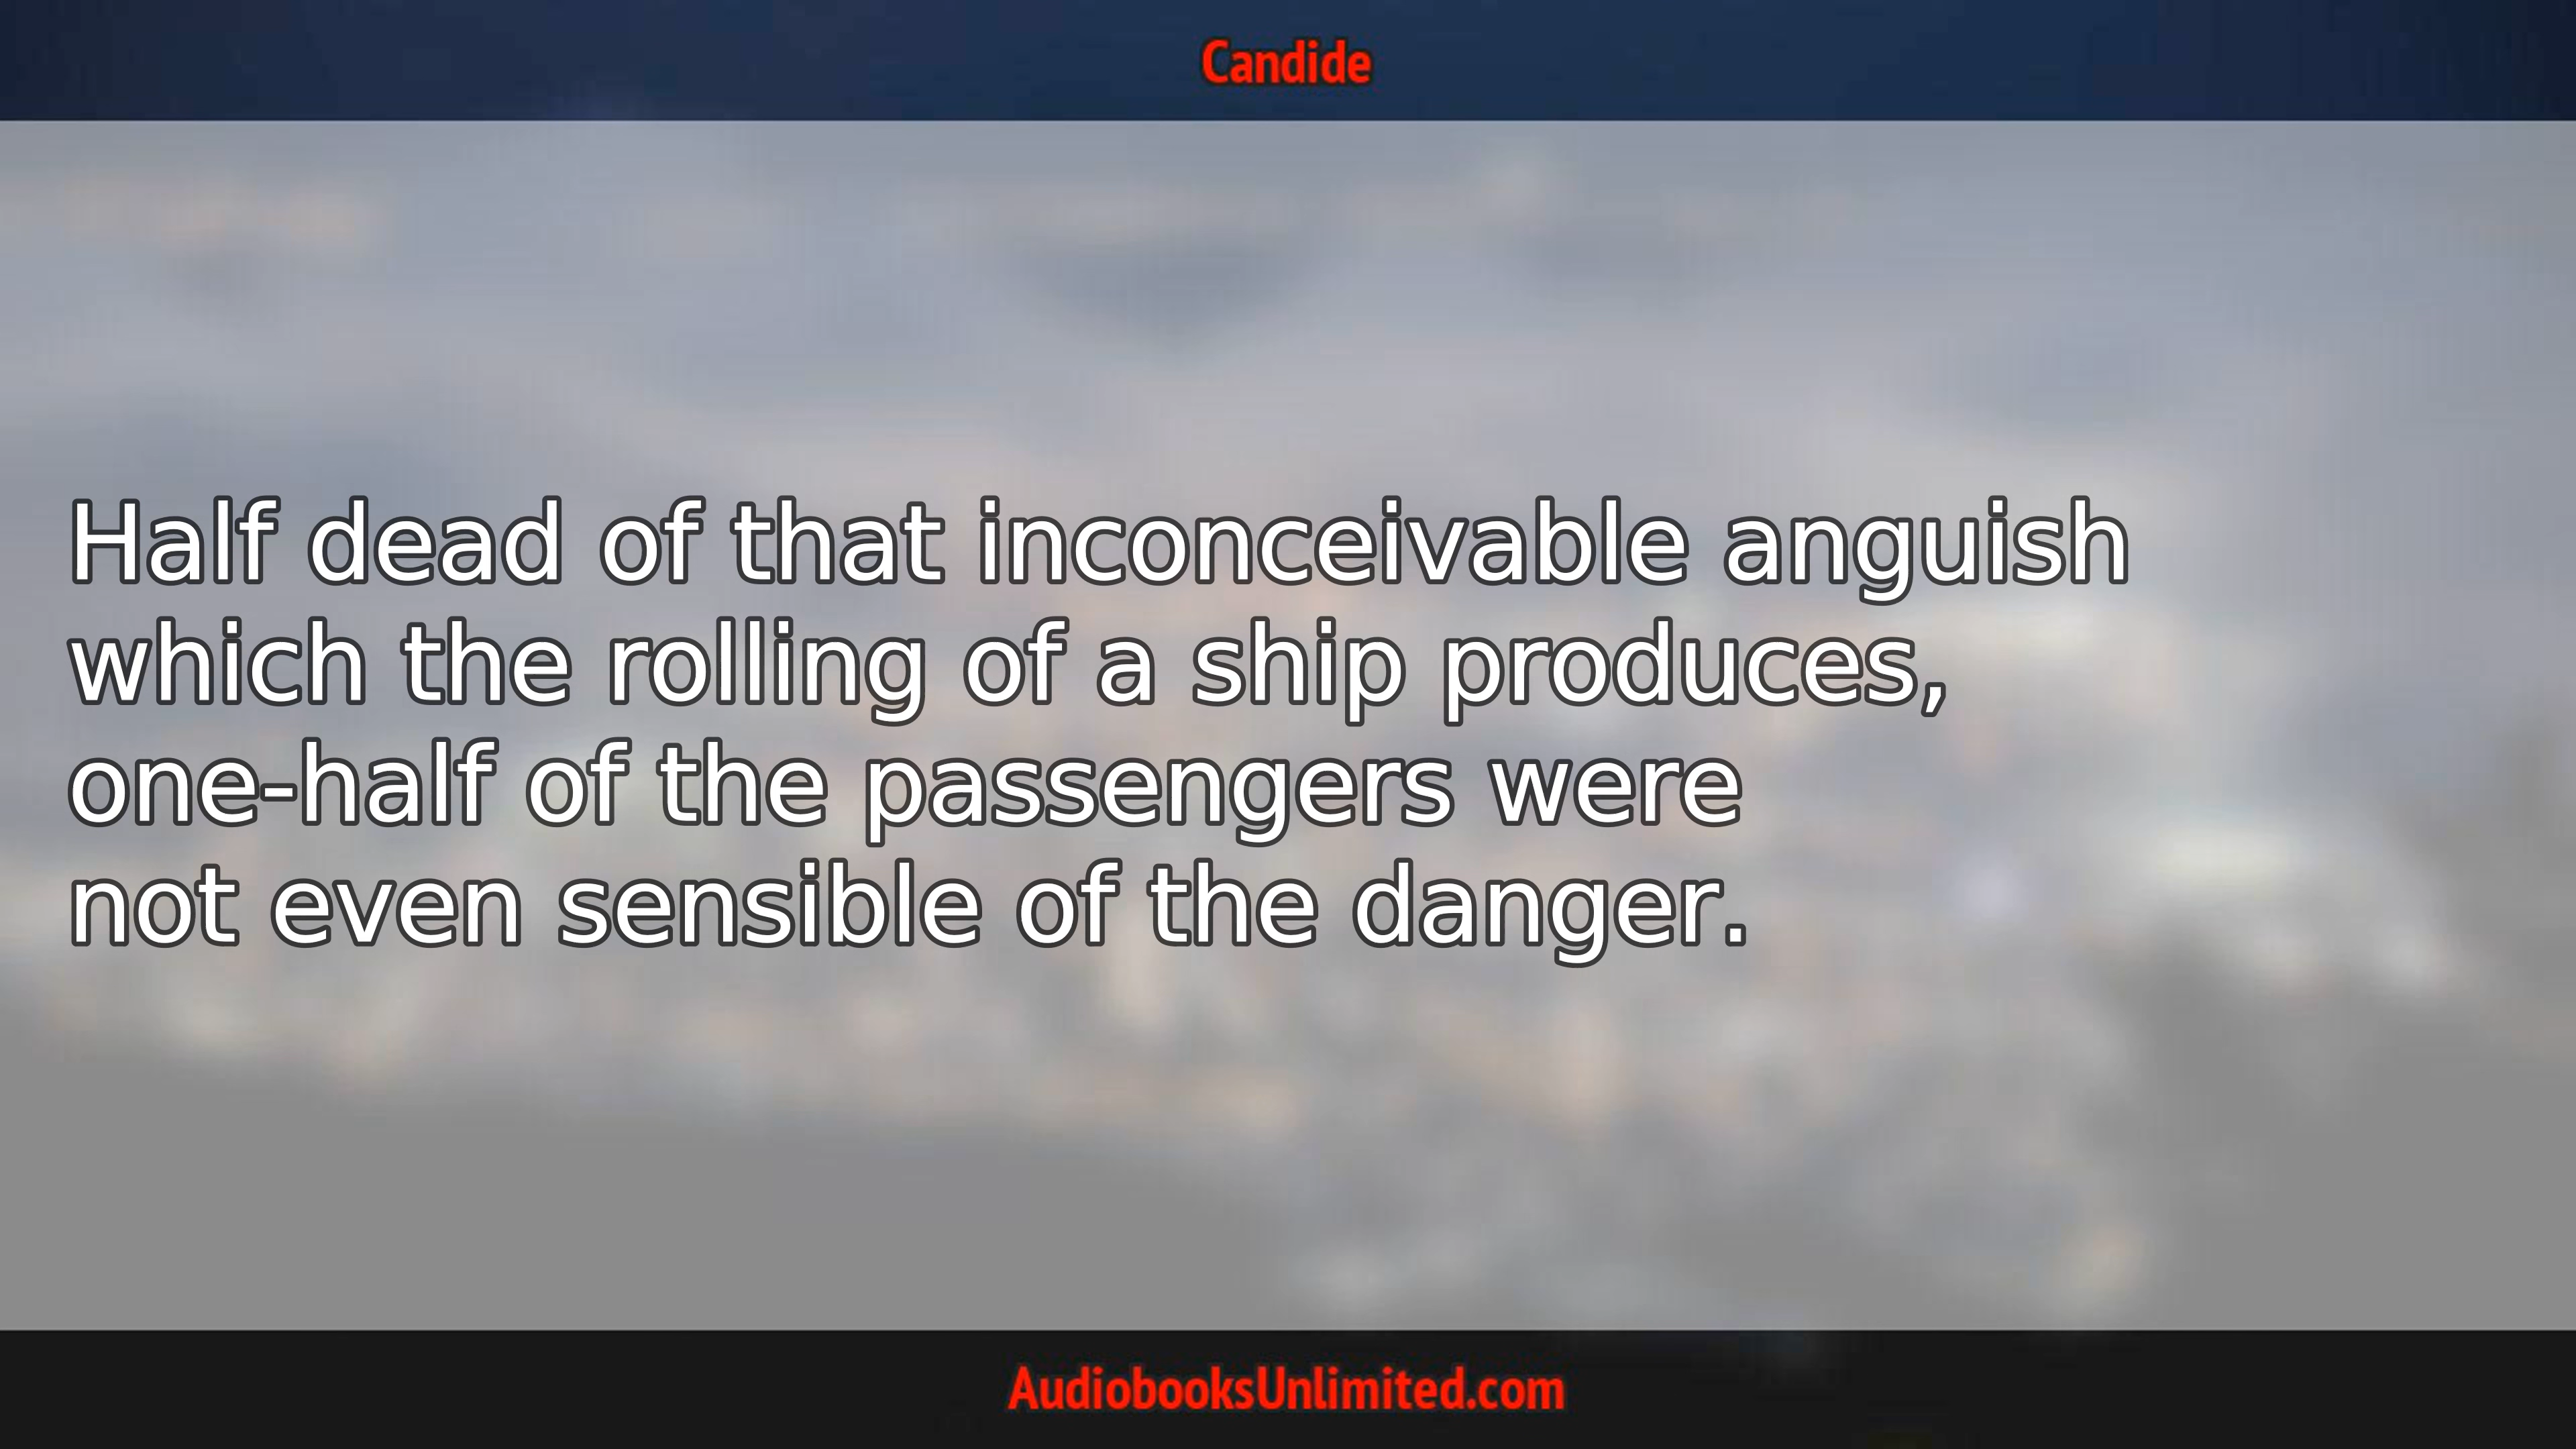 Candide
Half dead of that inconceivable anguish
which the rolling of a ship produces,
one-half of the passengers were
not even sensible of the danger.
AudiobooksUnlimited.com